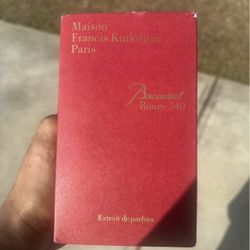 Maison
Francis Kurkdjian
Paris
Baccarat
Rouge 540
Extrait de parfum